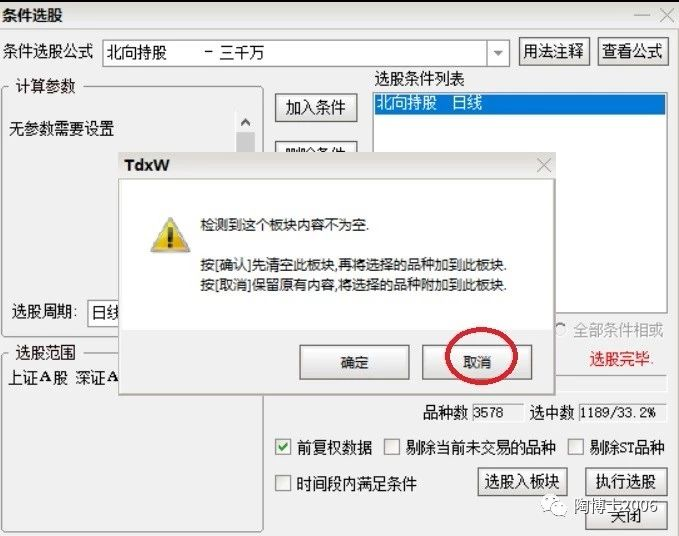 条件选股
条件选股公式 北向持股 - 三千万 用法注释 查看公式
计算参数
无参数需要设置
加入条件
选股条件列表
北向持股 日线
删除条件
TdxW
检测到这个板块内容不为空.
按[确认]先清空此板块,再将选择的品种加到此板块.
按[取消]保留原有内容,将选择的品种附加到此板块.
确定 取消
选股周期: 日线
全部条件相或
选股完毕.
选股范围
上证A股 深证A
品种数 3578 选中数 1189/33.2%
前复权数据 剔除当前未交易的品种 剔除ST品种
时间段内满足条件 选股入板块 执行选股
关闭
陶博士2006